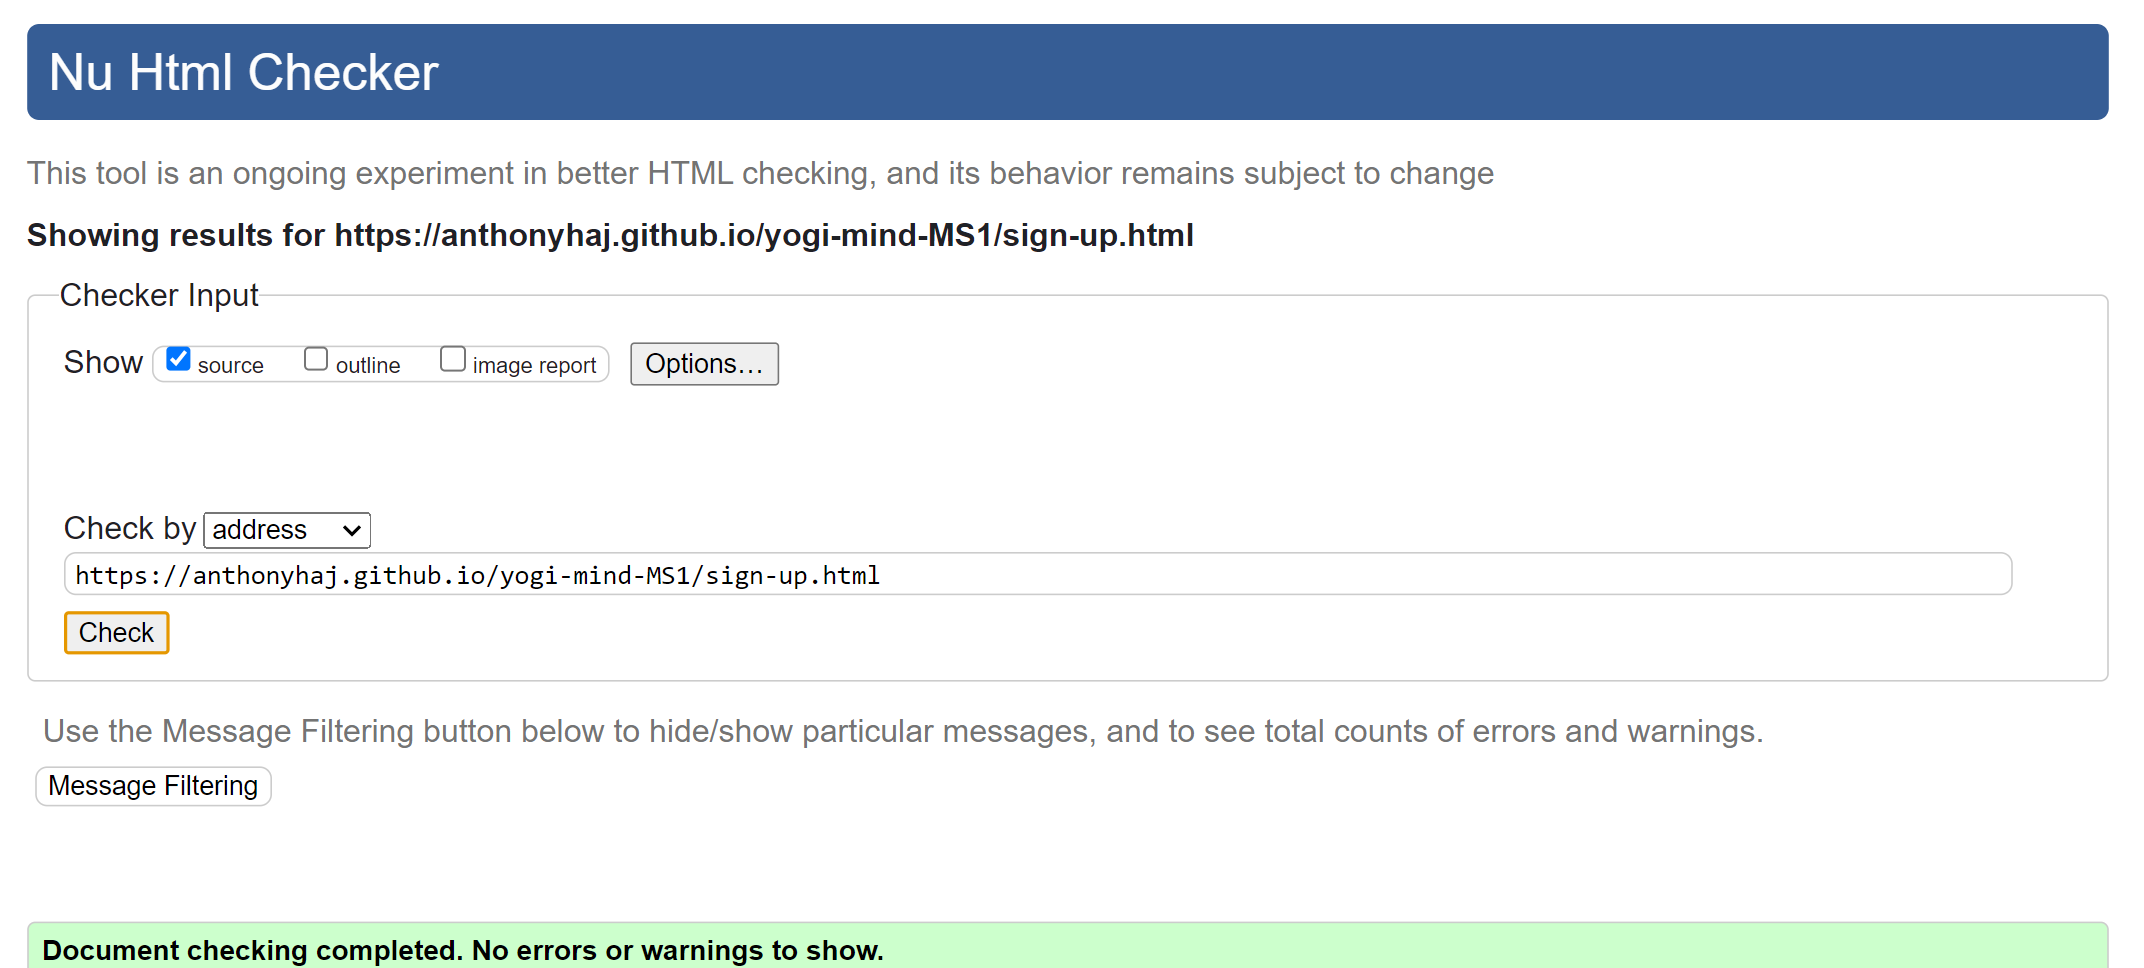 Nu Html Checker
This tool is an ongoing experiment in better HTML checking, and its behavior remains subject to change
Showing results for https://anthonyhaj.github.io/yogi-mind-MS1/sign-up.html
Checker Input
Show source outline image report Options...
Check by address
https://anthonyhaj.github.io/yogi-mind-MS1/sign-up.html
Check
Use the Message Filtering button below to hide/show particular messages, and to see total counts of errors and warnings.
Message Filtering
Document checking completed. No errors or warnings to show.